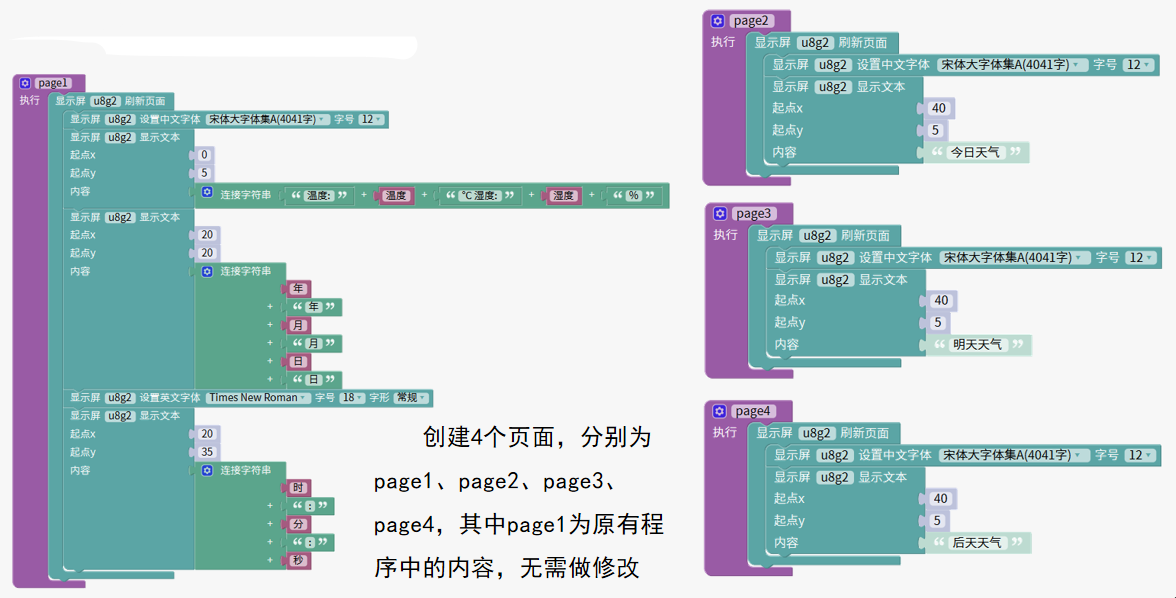 page1
执行
显示屏 u8g2 刷新页面
显示屏 u8g2 设置中文字体 宋体大字体集A(4041字) 字号 12
显示屏 u8g2 显示文本
起点x 0
起点y 5
内容 连接字符串 “ 温度: ” + 温度 + “ ℃ 湿度: ” + 湿度 + “ % ”
显示屏 u8g2 显示文本
起点x 20
起点y 20
内容 连接字符串
年
+ “ 年 ”
+ 月
+ “ 月 ”
+ 日
+ “ 日 ”
显示屏 u8g2 设置英文字体 Times New Roman 字号 18 字形 常规
显示屏 u8g2 显示文本
起点x 20
起点y 35
内容 连接字符串
时
+ “ : ”
+ 分
+ “ : ”
+ 秒
创建4个页面，分别为
page1、page2、page3、
page4，其中page1为原有程
序中的内容，无需做修改
page2
执行
显示屏 u8g2 刷新页面
显示屏 u8g2 设置中文字体 宋体大字体集A(4041字) 字号 12
显示屏 u8g2 显示文本
起点x 40
起点y 5
内容 “ 今日天气 ”
page3
执行
显示屏 u8g2 刷新页面
显示屏 u8g2 设置中文字体 宋体大字体集A(4041字) 字号 12
显示屏 u8g2 显示文本
起点x 40
起点y 5
内容 “ 明天天气 ”
page4
执行
显示屏 u8g2 刷新页面
显示屏 u8g2 设置中文字体 宋体大字体集A(4041字) 字号 12
显示屏 u8g2 显示文本
起点x 40
起点y 5
内容 “ 后天天气 ”